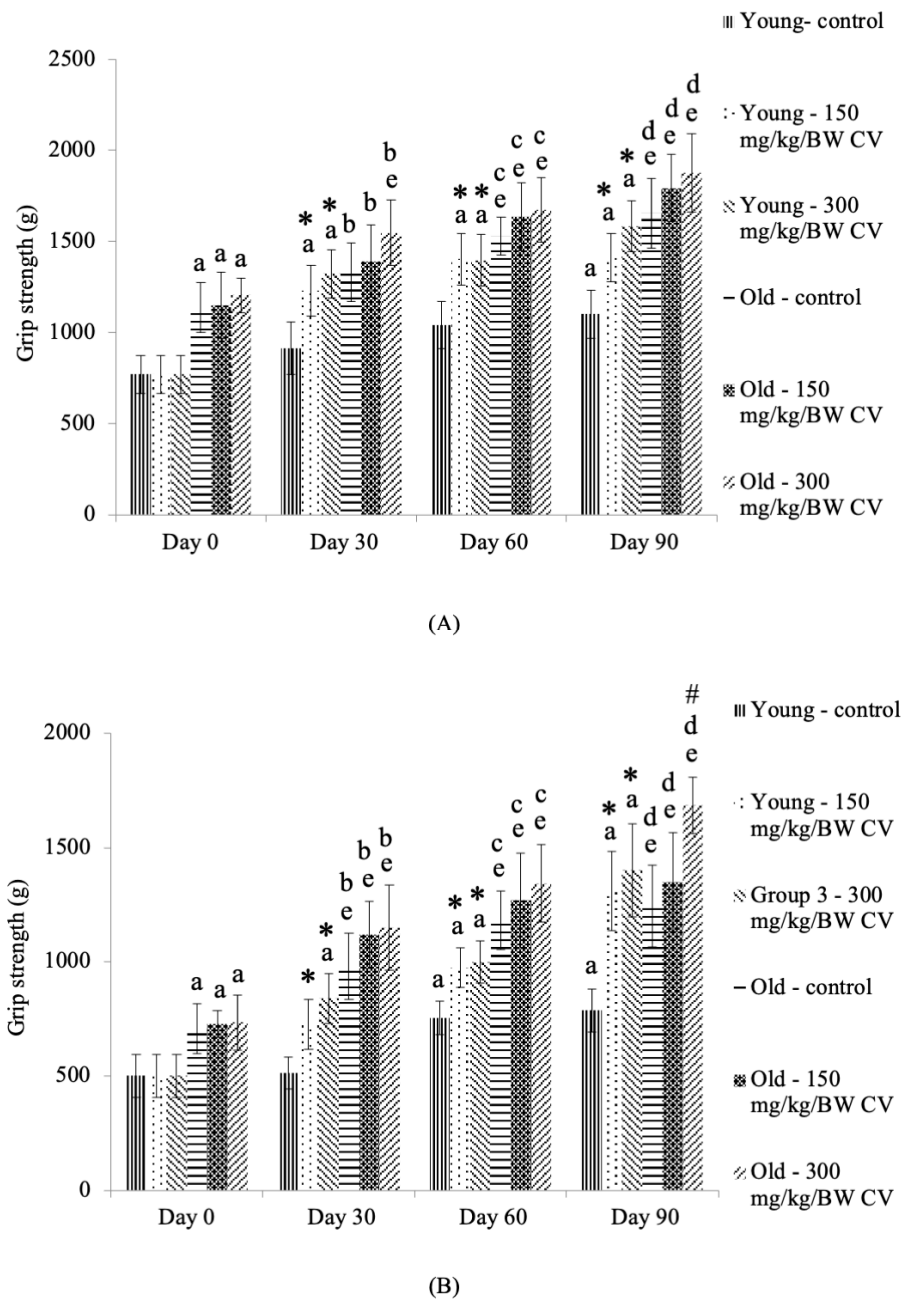 Young- control
Young - 150
mg/kg/BW CV
Young - 300
mg/kg/BW CV
Old - control
Old - 150
mg/kg/BW CV
Old - 300
mg/kg/BW CV
Grip strength (g)
2500
2000
1500
1000
500
0
a a a
* a
* a
b
b
b e
* a
* a
c e
c e
c e
a
* a
* a
d e
d e
d e
Day 0 Day 30 Day 60 Day 90
(A)
Young - control
Young - 150
mg/kg/BW CV
Group 3 - 300
mg/kg/BW CV
Old - control
Old - 150
mg/kg/BW CV
Old - 300
mg/kg/BW CV
Grip strength (g)
2000
1500
1000
500
0
a a a
*
* a
b e
b e
b e
a
* a
* a
c e
c e
c e
a
* a
* a
d e
d e
# d e
Day 0 Day 30 Day 60 Day 90
(B)